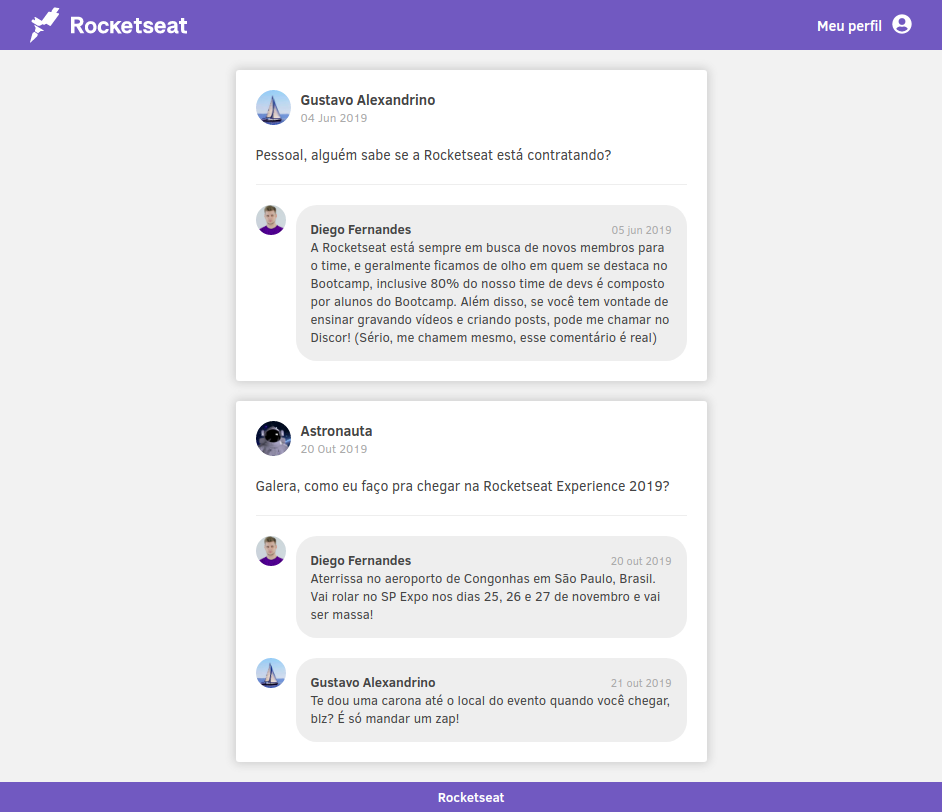 Rocketseat
Meu perfil
Gustavo Alexandrino
04 Jun 2019
Pessoal, alguém sabe se a Rocketseat está contratando?
Diego Fernandes
05 jun 2019
A Rocketseat está sempre em busca de novos membros para
o time, e geralmente ficamos de olho em quem se destaca no
Bootcamp, inclusive 80% do nosso time de devs é composto
por alunos do Bootcamp. Além disso, se você tem vontade de
ensinar gravando vídeos e criando posts, pode me chamar no
Discor! (Sério, me chamem mesmo, esse comentário é real)
Astronauta
20 Out 2019
Galera, como eu faço pra chegar na Rocketseat Experience 2019?
Diego Fernandes
20 out 2019
Aterrissa no aeroporto de Congonhas em São Paulo, Brasil.
Vai rolar no SP Expo nos dias 25, 26 e 27 de novembro e vai
ser massa!
Gustavo Alexandrino
21 out 2019
Te dou uma carona até o local do evento quando você chegar,
blz? É só mandar um zap!
Rocketseat